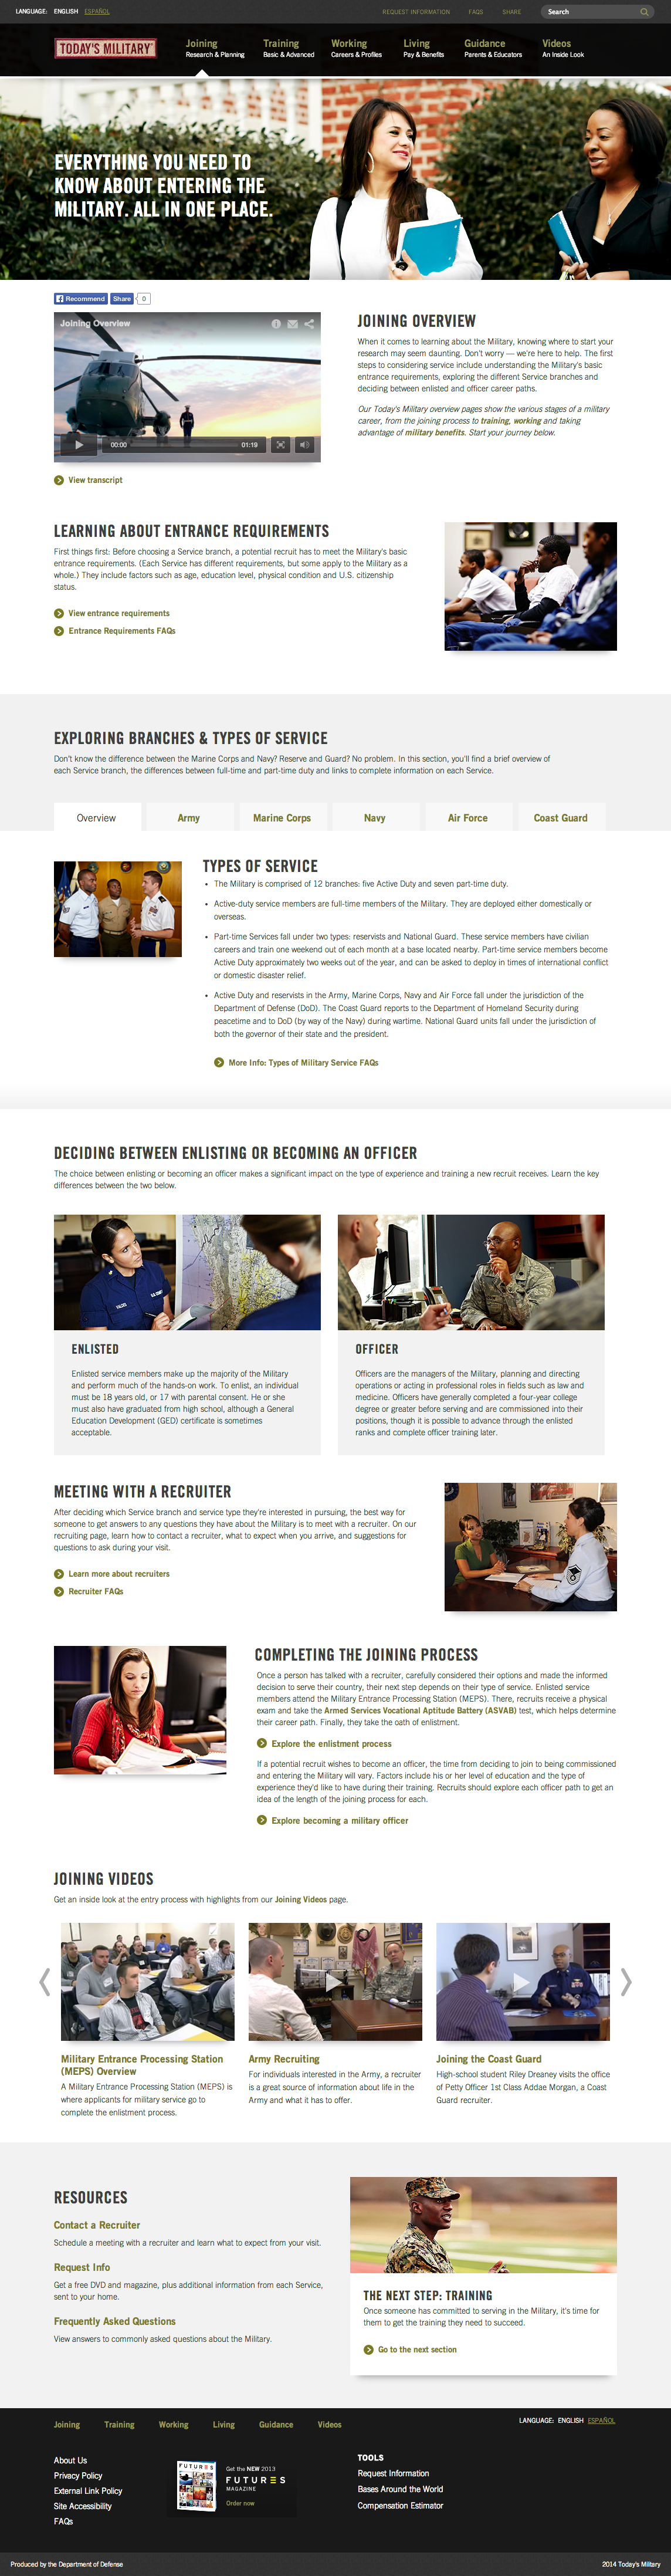 LANGUAGE: ENGLISH ESPAÑOL
REQUEST INFORMATION FAQS SHARE Search
TODAY'S MILITARY
Joining Training Working Living Guidance Videos
Research & Planning Basic & Advanced Careers & Profiles Pay & Benefits Parents & Educators An Inside Look
EVERYTHING YOU NEED TO
KNOW ABOUT ENTERING THE
MILITARY. ALL IN ONE PLACE.
Recommend Share 0
Joining Overview
00:00 01:19
View transcript
JOINING OVERVIEW
When it comes to learning about the Military, knowing where to start your
research may seem daunting. Don't worry — we're here to help. The first
steps to considering service include understanding the Military's basic
entrance requirements, exploring the different Service branches and
deciding between enlisted and officer career paths.
Our Today's Military overview pages show the various stages of a military
career, from the joining process to training, working and taking
advantage of military benefits. Start your journey below.
LEARNING ABOUT ENTRANCE REQUIREMENTS
First things first: Before choosing a Service branch, a potential recruit has to meet the Military's basic
entrance requirements. (Each Service has different requirements, but some apply to the Military as a
whole.) They include factors such as age, education level, physical condition and U.S. citizenship
status.
View entrance requirements
Entrance Requirements FAQs
EXPLORING BRANCHES & TYPES OF SERVICE
Don't know the difference between the Marine Corps and Navy? Reserve and Guard? No problem. In this section, you'll find a brief overview of
each Service branch, the differences between full-time and part-time duty and links to complete information on each Service.
Overview Army Marine Corps Navy Air Force Coast Guard
TYPES OF SERVICE
• The Military is comprised of 12 branches: five Active Duty and seven part-time duty.
• Active-duty service members are full-time members of the Military. They are deployed either domestically or
overseas.
• Part-time Services fall under two types: reservists and National Guard. These service members have civilian
careers and train one weekend out of each month at a base located nearby. Part-time service members become
Active Duty approximately two weeks out of the year, and can be asked to deploy in times of international conflict
or domestic disaster relief.
• Active Duty and reservists in the Army, Marine Corps, Navy and Air Force fall under the jurisdiction of the
Department of Defense (DoD). The Coast Guard reports to the Department of Homeland Security during
peacetime and to DoD (by way of the Navy) during wartime. National Guard units fall under the jurisdiction of
both the governor of their state and the president.
More Info: Types of Military Service FAQs
DECIDING BETWEEN ENLISTING OR BECOMING AN OFFICER
The choice between enlisting or becoming an officer makes a significant impact on the type of experience and training a new recruit receives. Learn the key
differences between the two below.
ENLISTED
Enlisted service members make up the majority of the Military
and perform much of the hands-on work. To enlist, an individual
must be 18 years old, or 17 with parental consent. He or she
must also have graduated from high school, although a General
Education Development (GED) certificate is sometimes
acceptable.
OFFICER
Officers are the managers of the Military, planning and directing
operations or acting in professional roles in fields such as law and
medicine. Officers have generally completed a four-year college
degree or greater before serving and are commissioned into their
positions, though it is possible to advance through the enlisted
ranks and complete officer training later.
MEETING WITH A RECRUITER
After deciding which Service branch and service type they're interested in pursuing, the best way for
someone to get answers to any questions they have about the Military is to meet with a recruiter. On our
recruiting page, learn how to contact a recruiter, what to expect when you arrive, and suggestions for
questions to ask during your visit.
Learn more about recruiters
Recruiter FAQs
COMPLETING THE JOINING PROCESS
Once a person has talked with a recruiter, carefully considered their options and made the informed
decision to serve their country, their next step depends on their type of service. Enlisted service
members attend the Military Entrance Processing Station (MEPS). There, recruits receive a physical
exam and take the Armed Services Vocational Aptitude Battery (ASVAB) test, which helps determine
their career path. Finally, they take the oath of enlistment.
Explore the enlistment process
If a potential recruit wishes to become an officer, the time from deciding to join to being commissioned
and entering the Military will vary. Factors include his or her level of education and the type of
experience they'd like to have during their training. Recruits should explore each officer path to get an
idea of the length of the joining process for each.
Explore becoming a military officer
JOINING VIDEOS
Get an inside look at the entry process with highlights from our Joining Videos page.
Military Entrance Processing Station
(MEPS) Overview
A Military Entrance Processing Station (MEPS) is
where applicants for military service go to
complete the enlistment process.
Army Recruiting
For individuals interested in the Army, a recruiter
is a great source of information about life in the
Army and what it has to offer.
Joining the Coast Guard
High-school student Riley Dreaney visits the office
of Petty Officer 1st Class Addae Morgan, a Coast
Guard recruiter.
RESOURCES
Contact a Recruiter
Schedule a meeting with a recruiter and learn what to expect from your visit.
Request Info
Get a free DVD and magazine, plus additional information from each Service,
sent to your home.
Frequently Asked Questions
View answers to commonly asked questions about the Military.
THE NEXT STEP: TRAINING
Once someone has committed to serving in the Military, it's time for
them to get the training they need to succeed.
Go to the next section
Joining Training Working Living Guidance Videos
LANGUAGE: ENGLISH ESPAÑOL
About Us
Privacy Policy
External Link Policy
Site Accessibility
FAQs
FUTURES
Get the NEW 2013
FUTURES
MAGAZINE
Order now
TOOLS
Request Information
Bases Around the World
Compensation Estimator
Produced by the Department of Defense
2014 Today's Military